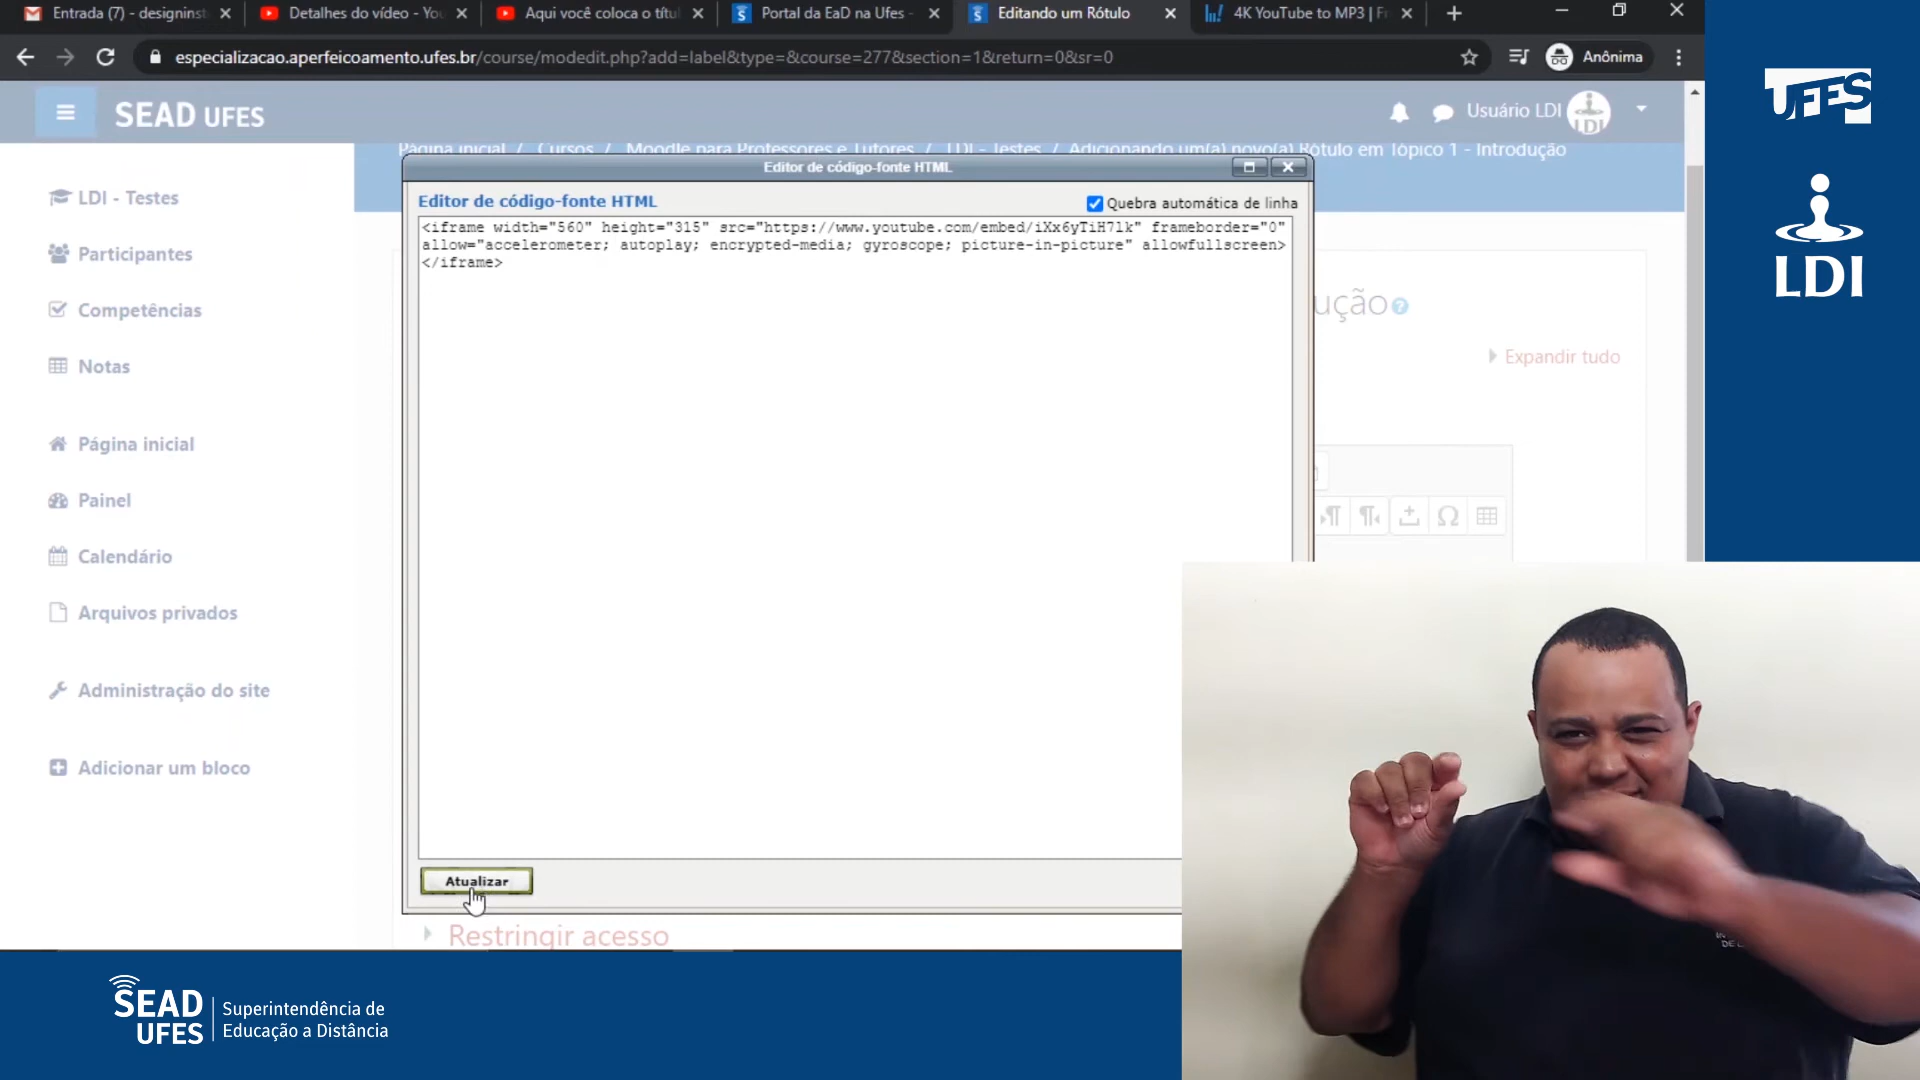 Entrada (7) - designinst
Detalhes do vídeo - You
Aqui você coloca o títul
Portal da EaD na Ufes -
Editando um Rótulo
4K YouTube to MP3 | Fr
especializacao.aperfeicoamento.ufes.br/course/modedit.php?add=label&type=&course=277&section=1&return=0&sr=0
Anônima
SEAD UFES
Usuário LDI
LDI
Página inicial / Cursos / Moodle para Professores e Tutores / LDI - Testes / Adicionando um(a) novo(a) Rótulo em Tópico 1 - Introdução
LDI - Testes
Participantes
Competências
Notas
Página inicial
Painel
Calendário
Arquivos privados
Administração do site
Adicionar um bloco
Editor de código-fonte HTML
Editor de código-fonte HTML
Quebra automática de linha
<iframe width="560" height="315" src="https://www.youtube.com/embed/iXx6yTiH7lk" frameborder="0"
allow="accelerometer; autoplay; encrypted-media; gyroscope; picture-in-picture" allowfullscreen>
</iframe>
ução
Expandir tudo
Atualizar
Restringir acesso
UFES
LDI
SEAD
UFES
Superintendência de
Educação a Distância